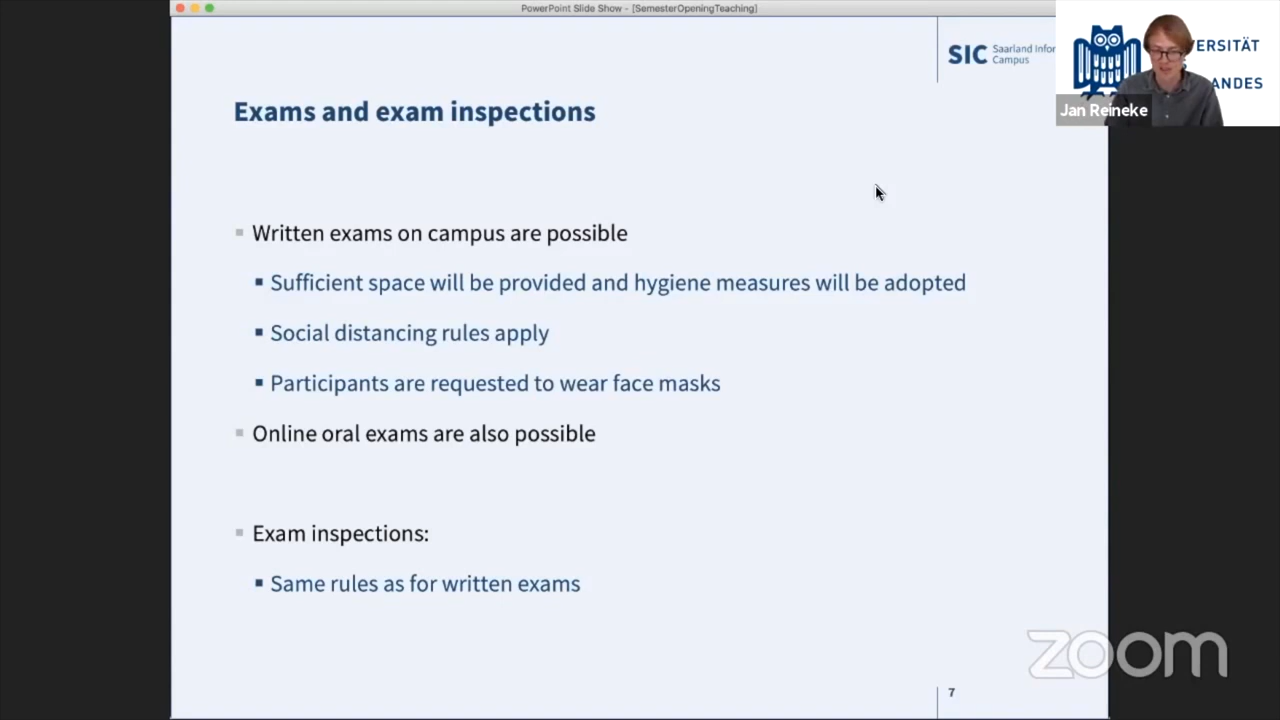 PowerPoint Slide Show - [SemesterOpeningTeaching]
SIC Saarland Infor
Campus
ERSITÄT
ANDES
Jan Reineke
Exams and exam inspections
Written exams on campus are possible
Sufficient space will be provided and hygiene measures will be adopted
Social distancing rules apply
Participants are requested to wear face masks
Online oral exams are also possible
Exam inspections:
Same rules as for written exams
zoom
7